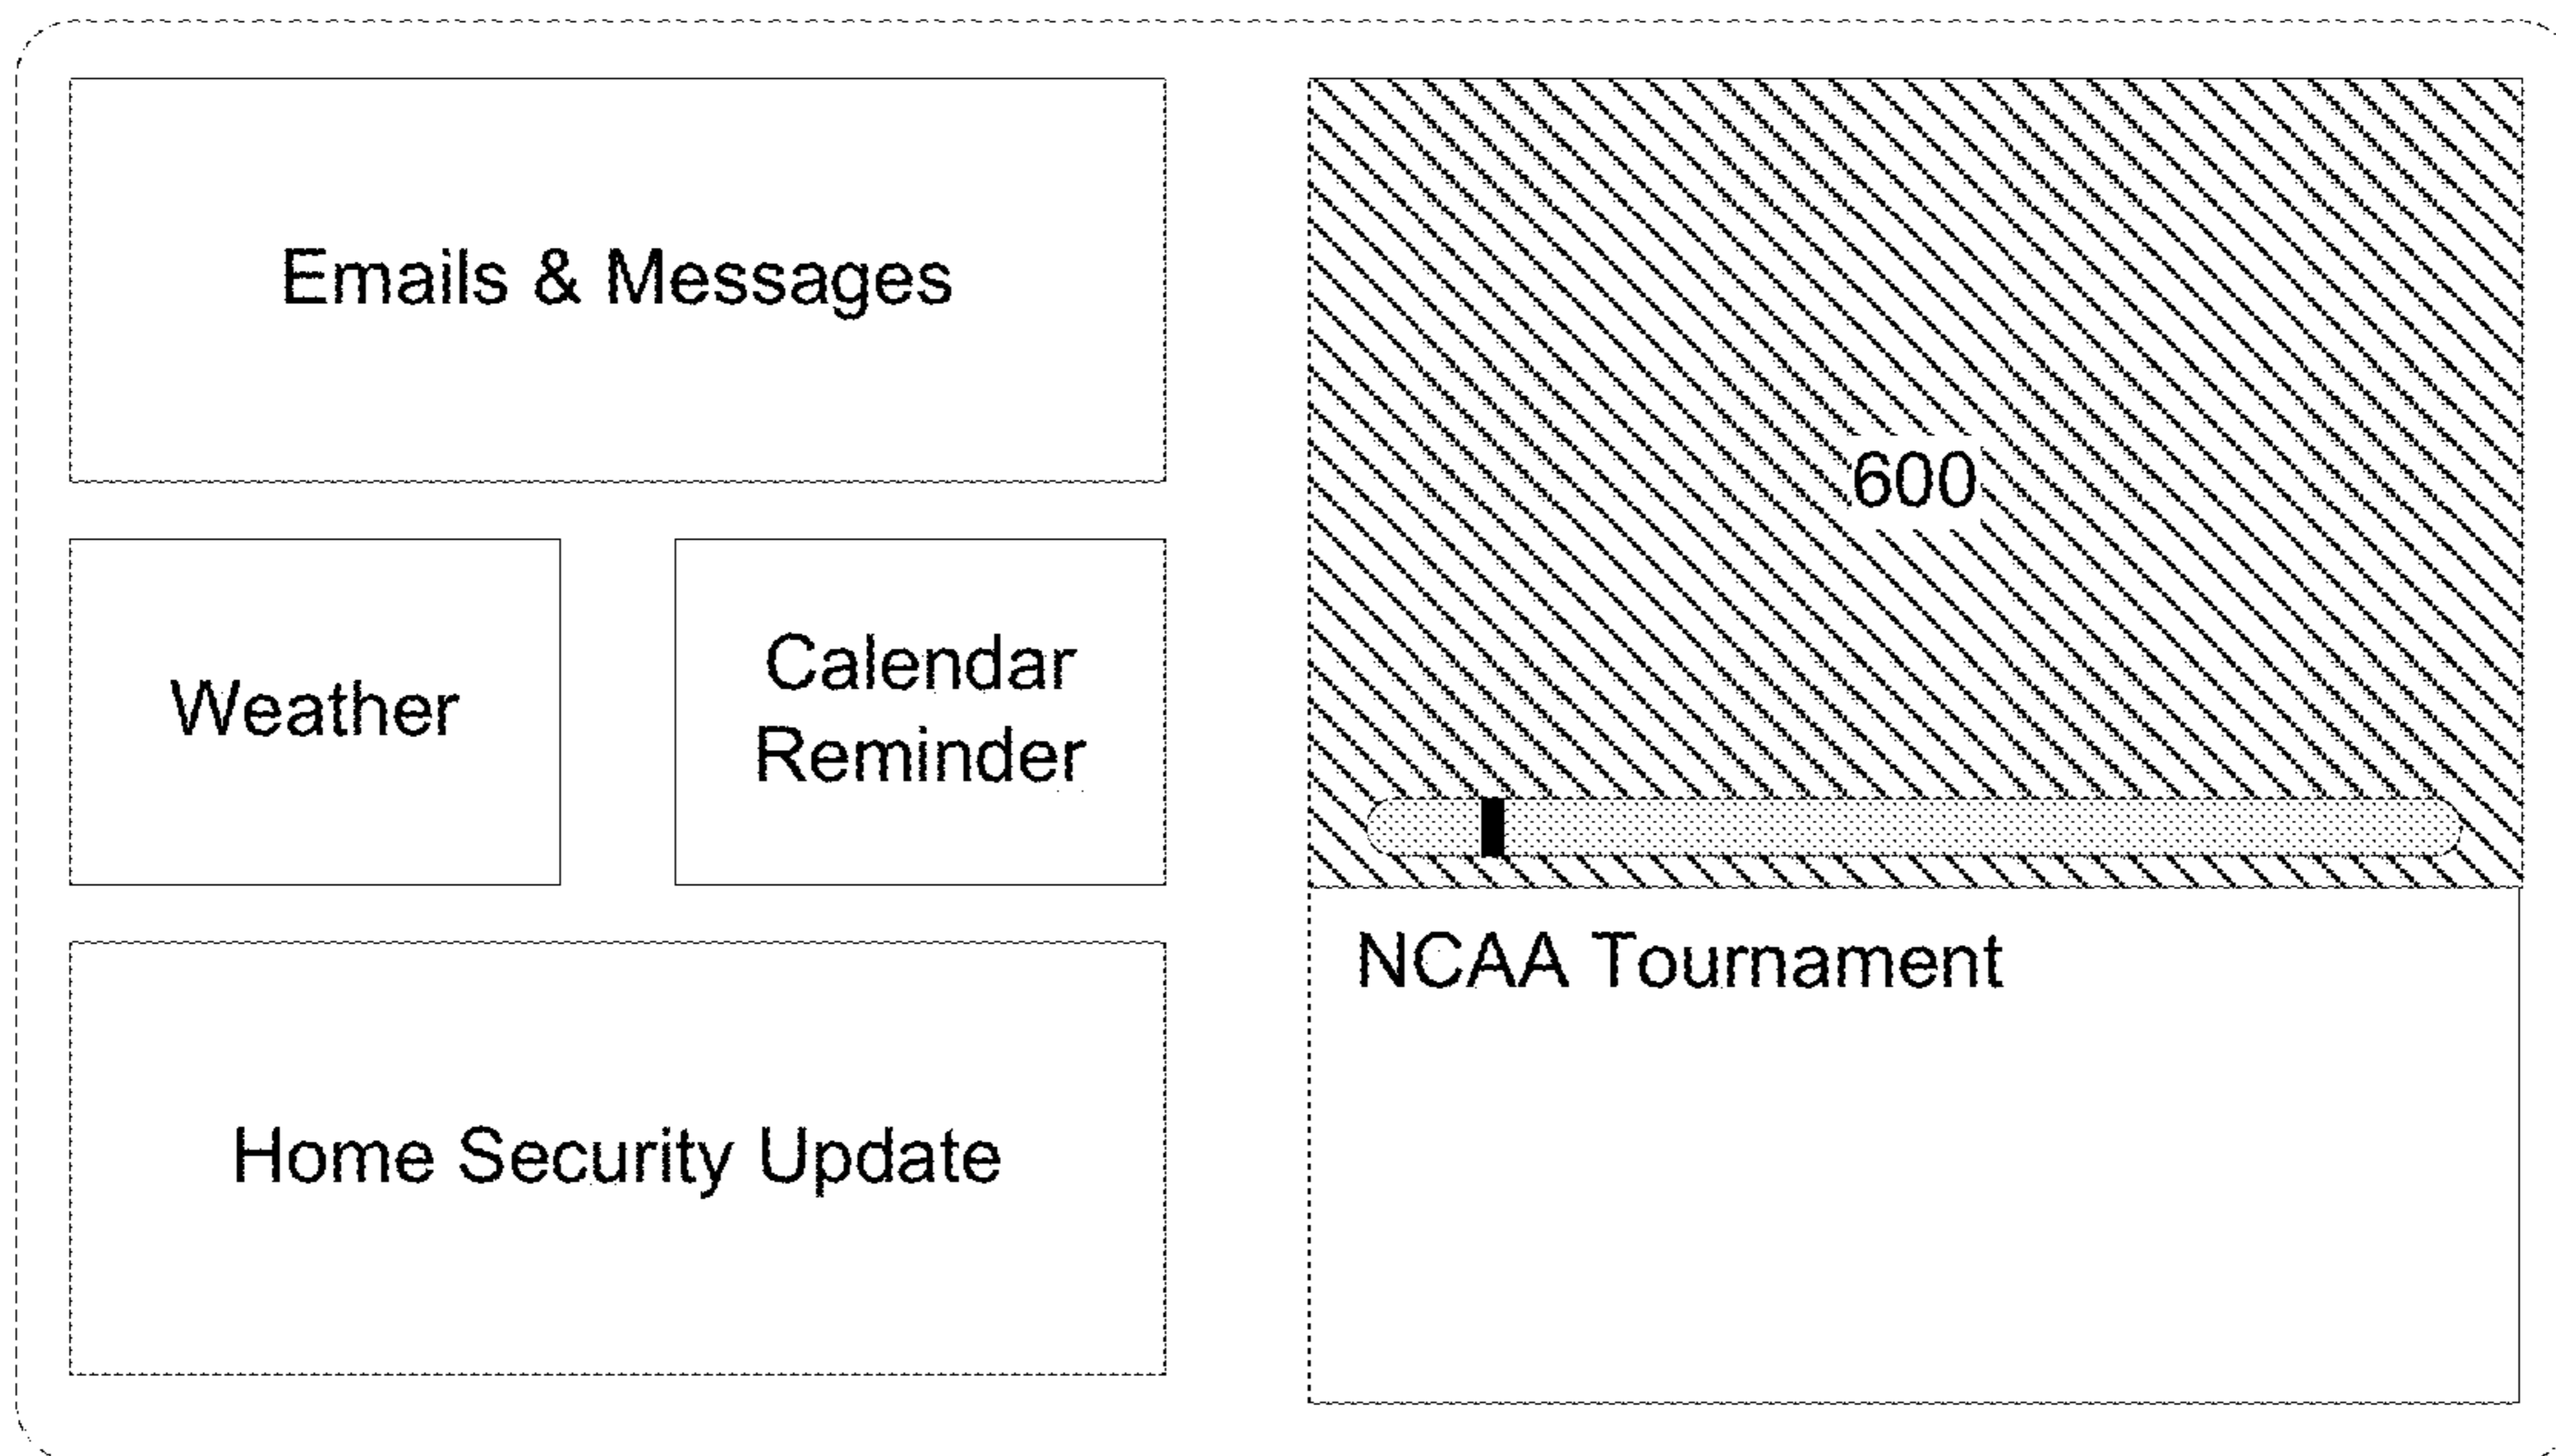 Emails & Messages
Weather
Calendar
Reminder
Home Security Update
600
NCAA Tournament